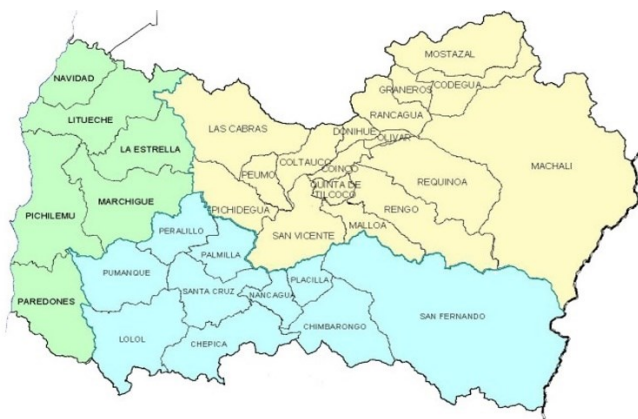 MOSTAZAL
NAVIDAD
CODEGUA
GRANEROS
LITUECHE
RANCAGUA
LAS CABRAS
DOÑIHUE
OLIVAR
LA ESTRELLA
COLTAUCO
COINCO
MACHALI
PEUMO
REQUINOA
QUINTA DE
TILCOCO
MARCHIGUE
PICHIDEGUA
RENGO
PICHILEMU
MALLOA
SAN VICENTE
PERALILLO
PALMILLA
PUMANQUE
PLACILLA
SANTA CRUZ
NANCAGUA
PAREDONES
SAN FERNANDO
CHIMBARONGO
LOLOL
CHEPICA